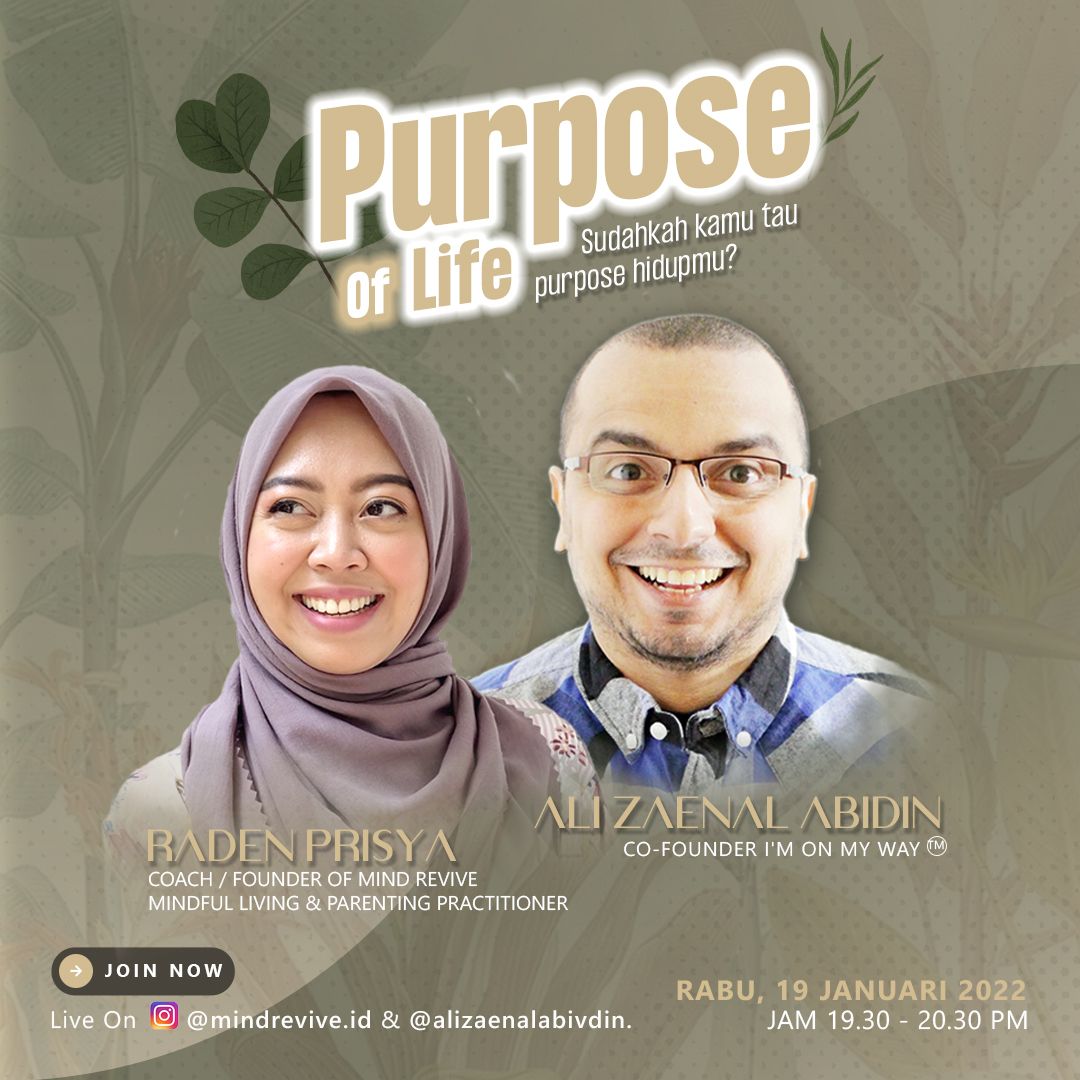 Purpose
Of Life
Sudahkah kamu tau
purpose hidupmu?
ALI ZAENAL ABIDIN
CO-FOUNDER I'M ON MY WAY ™
RADEN PRISYA
COACH / FOUNDER OF MIND REVIVE
MINDFUL LIVING & PARENTING PRACTITIONER
JOIN NOW
Live On @mindrevive.id & @alizaenalabivdin.
RABU, 19 JANUARI 2022
JAM 19.30 - 20.30 PM